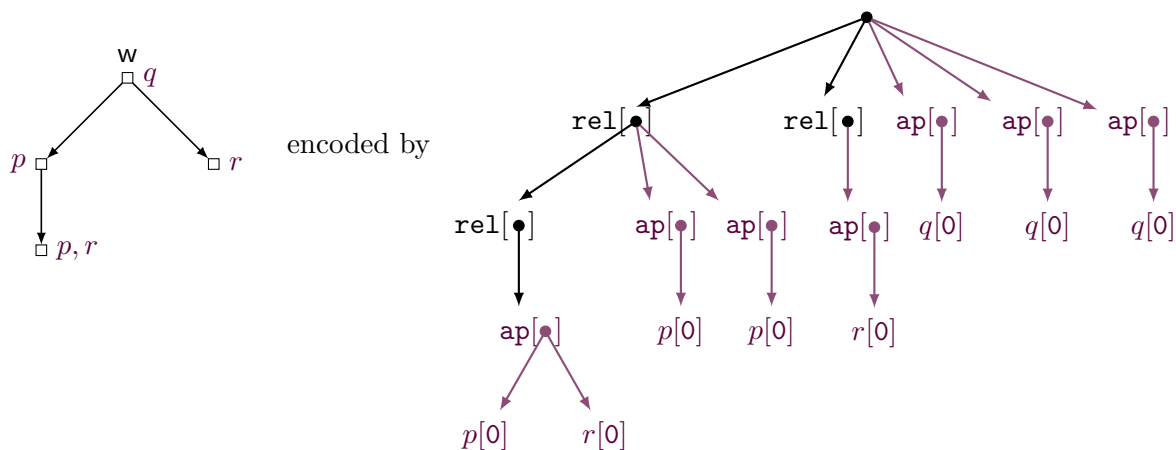 w
q
rel[ ] rel[ ] ap[ ] ap[ ] ap[ ]
p r
encoded by
rel[ ] ap[ ] ap[ ] ap[ ] q[0] q[0] q[0]
p, r
ap[ ] p[0] p[0] r[0]
p[0] r[0]